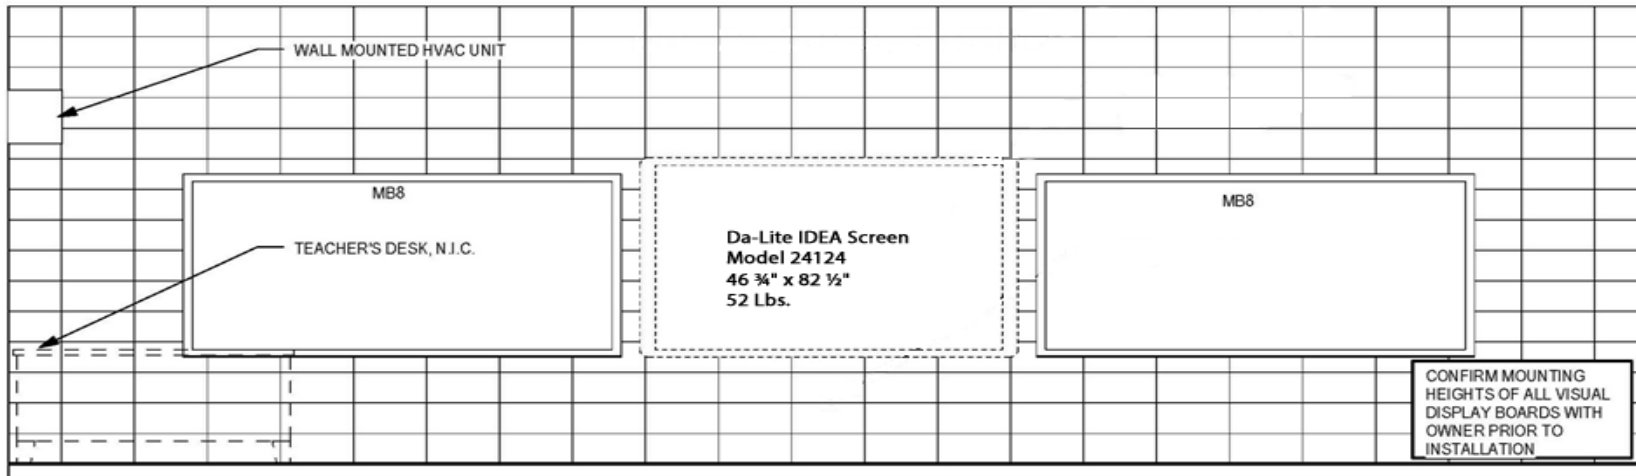 WALL MOUNTED HVAC UNIT
MB8
MB8
TEACHER'S DESK, N.I.C.
Da-Lite IDEA Screen
Model 24124
46 ¾" x 82 ½"
52 Lbs.
CONFIRM MOUNTING
HEIGHTS OF ALL VISUAL
DISPLAY BOARDS WITH
OWNER PRIOR TO
INSTALLATION